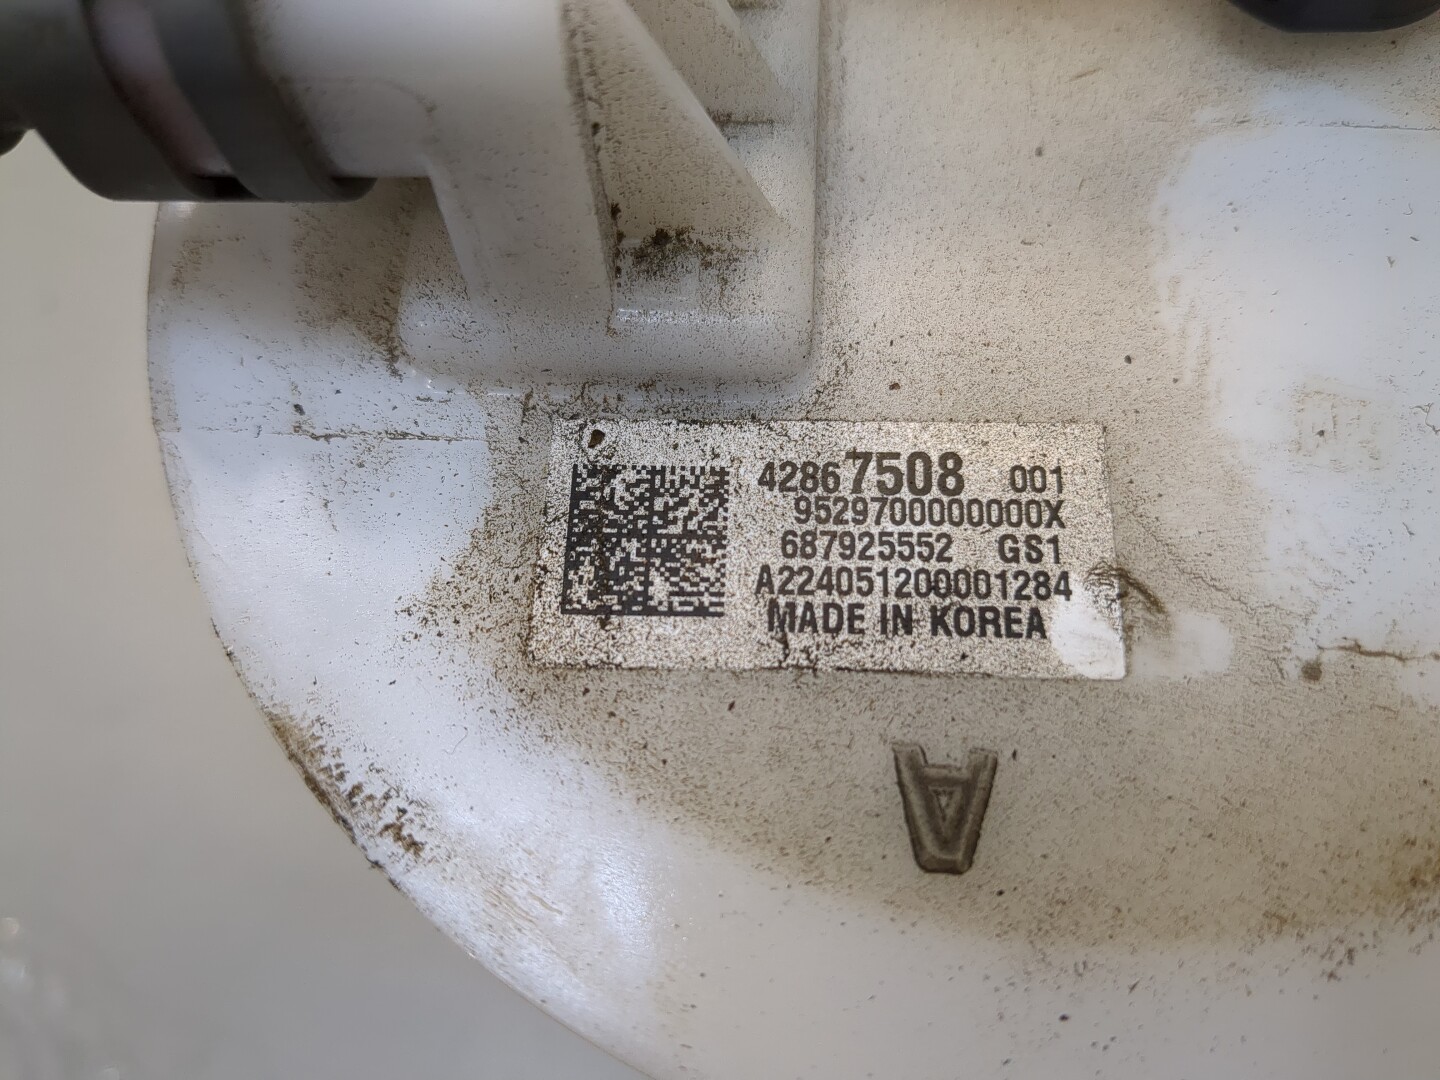 42867508 001
9529700000000X
687925552 GS1
A224051200001284
MADE IN KOREA
A